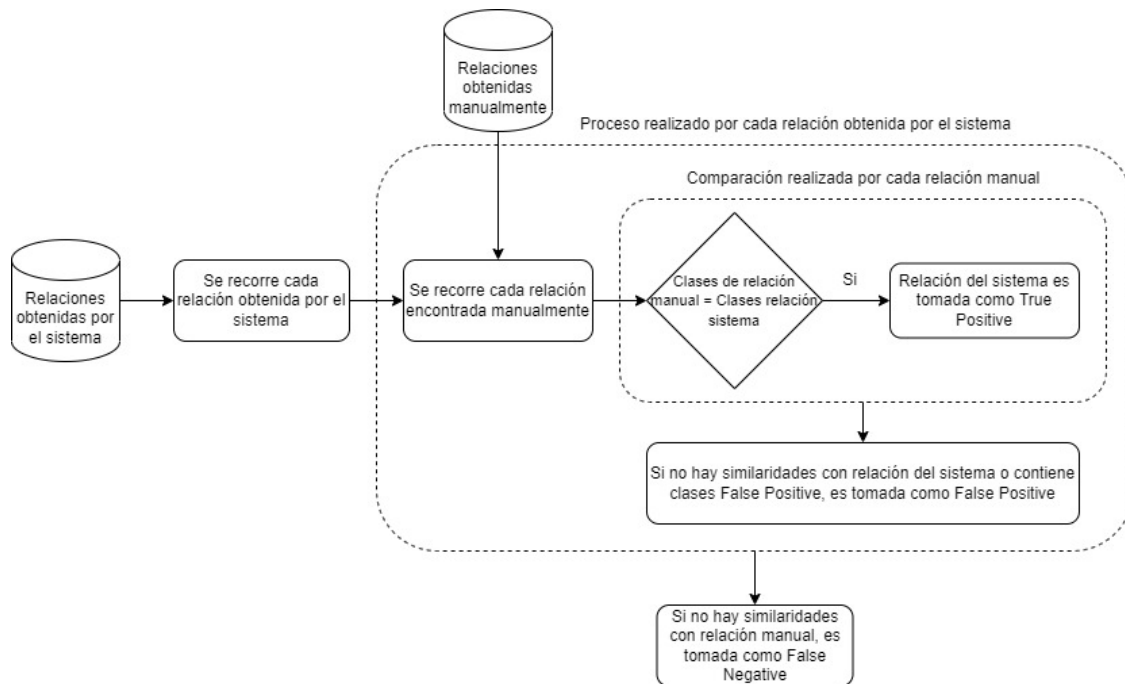 Relaciones
obtenidas
manualmente
Proceso realizado por cada relación obtenida por el sistema
Comparación realizada por cada relación manual
Relaciones
obtenidas por
el sistema
Se recorre cada
relación obtenida por el
sistema
Se recorre cada relación
encontrada manualmente
Clases de relación
manual = Clases relación
sistema
Si
Relación del sistema es
tomada como True
Positive
Si no hay similaridades con relación del sistema o contiene
clases False Positive, es tomada como False Positive
Si no hay similaridades
con relación manual, es
tomada como False
Negative